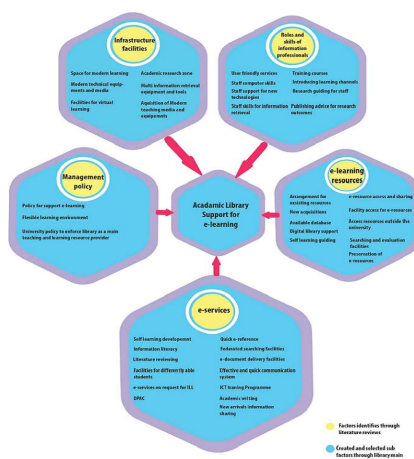 Infrastructure
facilities
Space for modern learning
Modern technical equip-
ments and media
Facilities for virtual
learning
Academic research zone
Multi information retrieval
equipment and tools
Aquisition of Modern
teaching media and
equipmets
Roles and
skills of
information
professionals
User friendly services
Staff computer skills
Staff support for new
technologies
Staff skills for information
retrieval
Training courses
Introducing learning channels
Research guiding for staff
Publishing advise for research
outcomes
Management
policy
Policy for support e-learning
Flexible learning environment
University policy to enforce library as a main
teaching and learning resource provider
Acadamic Library
Support for
e-learning
e-learning
resources
Arrangement for
existing resources
New acquisitions
Available database
Digital library support
Self learning guiding
e-resource access and sharing
Facility access for e-resources
Access resources outside the
university
Searching and evaluation
facilities
Preservation of
e-resources
e-services
Self learning development
Information literacy
Literature reviewing
Facilities for differently able
students
e-services on request for ILL
OPAC
Quick e-reference
Fedarated searching facilities
e-document delivery facilities
Effective and quick communication
system
ICT training Programme
Academic writing
New arrivals information
sharing
Factors identifies through
literature reviews
Created and selected sub
factors through library main